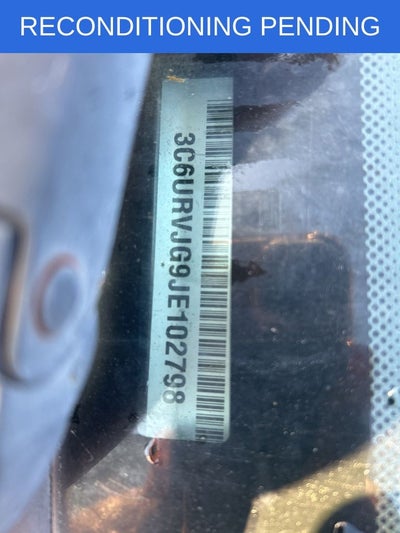 RECONDITIONING PENDING
3C6URVJG9JE102798